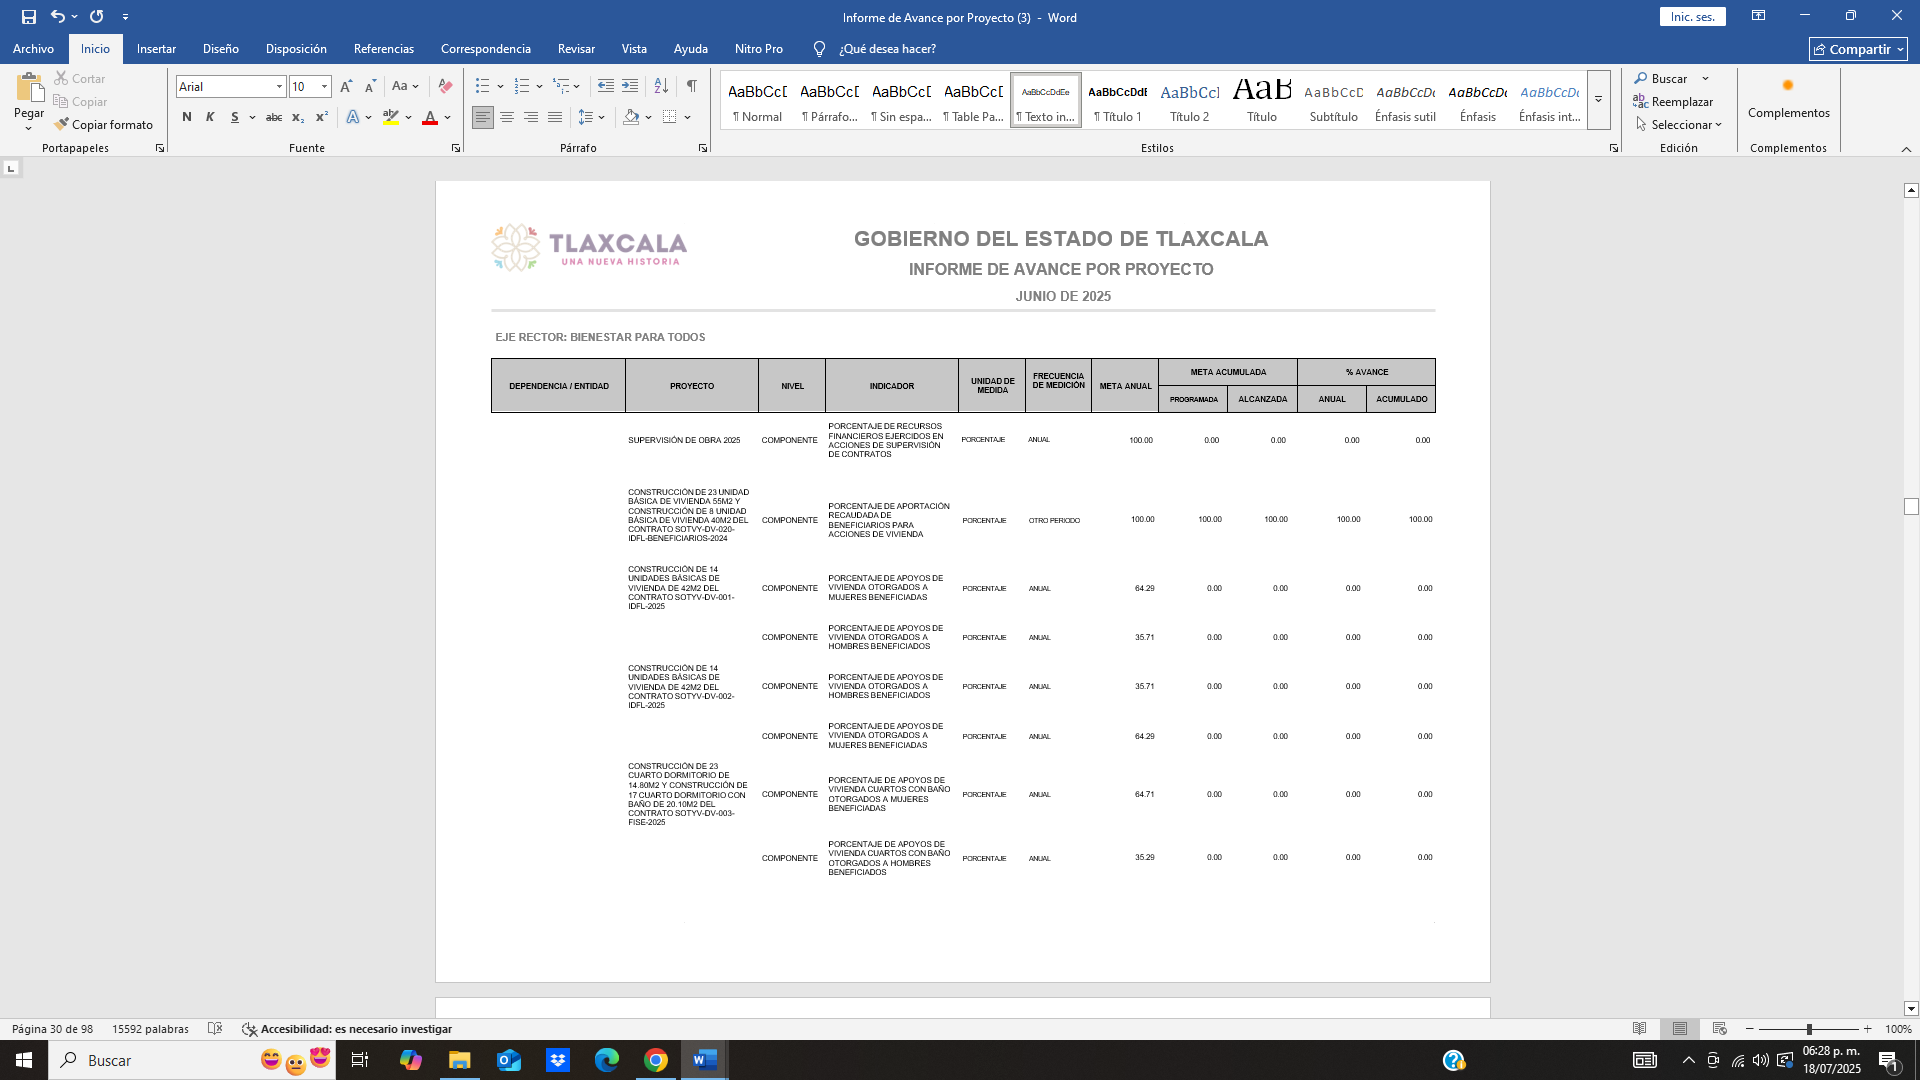 Informe de Avance por Proyecto (3) - Word
Inic. ses.
Archivo Inicio Insertar Diseño Disposición Referencias Correspondencia Revisar Vista Ayuda Nitro Pro ¿Qué desea hacer? Compartir
Pegar
Cortar
Copiar
Copiar formato
Portapapeles
Arial 10
Aa
N K S abc x₂ x²
Fuente
Párrafo
AaBbCcI AaBbCcI AaBbCcI AaBbCcI AaBbCcDdEe AaBbCcDdE AaBbCcI AaB AaBbCcD AaBbCcDc AaBbCcDc AaBbCcDc
¶ Normal ¶ Párrafo... ¶ Sin espa... ¶ Table Pa... ¶ Texto in... ¶ Título 1 Título 2 Título Subtítulo Énfasis sutil Énfasis Énfasis int...
Estilos
Buscar
Reemplazar
Seleccionar
Edición
Complementos
Complementos
TLAXCALA
UNA NUEVA HISTORIA
GOBIERNO DEL ESTADO DE TLAXCALA
INFORME DE AVANCE POR PROYECTO
JUNIO DE 2025
EJE RECTOR: BIENESTAR PARA TODOS
DEPENDENCIA / ENTIDAD PROYECTO NIVEL INDICADOR UNIDAD DE MEDIDA FRECUENCIA DE MEDICIÓN META ANUAL META ACUMULADA % AVANCE
PROGRAMADA ALCANZADA ANUAL ACUMULADO
SUPERVISIÓN DE OBRA 2025 COMPONENTE PORCENTAJE DE RECURSOS FINANCIEROS EJERCIDOS EN ACCIONES DE SUPERVISIÓN DE CONTRATOS PORCENTAJE ANUAL 100.00 0.00 0.00 0.00 0.00
CONSTRUCCIÓN DE 23 UNIDAD BÁSICA DE VIVIENDA 55M2 Y CONSTRUCCIÓN DE 8 UNIDAD BÁSICA DE VIVIENDA 40M2 DEL CONTRATO SOTVY-DV-020-IDFL-BENEFICIARIOS-2024 COMPONENTE PORCENTAJE DE APORTACIÓN RECAUDADA DE BENEFICIARIOS PARA ACCIONES DE VIVIENDA PORCENTAJE OTRO PERIODO 100.00 100.00 100.00 100.00 100.00
CONSTRUCCIÓN DE 14 UNIDADES BÁSICAS DE VIVIENDA DE 42M2 DEL CONTRATO SOTYV-DV-001-IDFL-2025 COMPONENTE PORCENTAJE DE APOYOS DE VIVIENDA OTORGADOS A MUJERES BENEFICIADAS PORCENTAJE ANUAL 64.29 0.00 0.00 0.00 0.00
COMPONENTE PORCENTAJE DE APOYOS DE VIVIENDA OTORGADOS A HOMBRES BENEFICIADOS PORCENTAJE ANUAL 35.71 0.00 0.00 0.00 0.00
CONSTRUCCIÓN DE 14 UNIDADES BÁSICAS DE VIVIENDA DE 42M2 DEL CONTRATO SOTYV-DV-002-IDFL-2025 COMPONENTE PORCENTAJE DE APOYOS DE VIVIENDA OTORGADOS A HOMBRES BENEFICIADOS PORCENTAJE ANUAL 35.71 0.00 0.00 0.00 0.00
COMPONENTE PORCENTAJE DE APOYOS DE VIVIENDA OTORGADOS A MUJERES BENEFICIADAS PORCENTAJE ANUAL 64.29 0.00 0.00 0.00 0.00
CONSTRUCCIÓN DE 23 CUARTO DORMITORIO DE 14.80M2 Y CONSTRUCCIÓN DE 17 CUARTO DORMITORIO CON BAÑO DE 20.10M2 DEL CONTRATO SOTYV-DV-003-FISE-2025 COMPONENTE PORCENTAJE DE APOYOS DE VIVIENDA CUARTOS CON BAÑO OTORGADOS A MUJERES BENEFICIADAS PORCENTAJE ANUAL 64.71 0.00 0.00 0.00 0.00
COMPONENTE PORCENTAJE DE APOYOS DE VIVIENDA CUARTOS CON BAÑO OTORGADOS A HOMBRES BENEFICIADOS PORCENTAJE ANUAL 35.29 0.00 0.00 0.00 0.00
Página 30 de 98 15592 palabras Accesibilidad: es necesario investigar 100%
Buscar
06:28 p. m.
18/07/2025
1